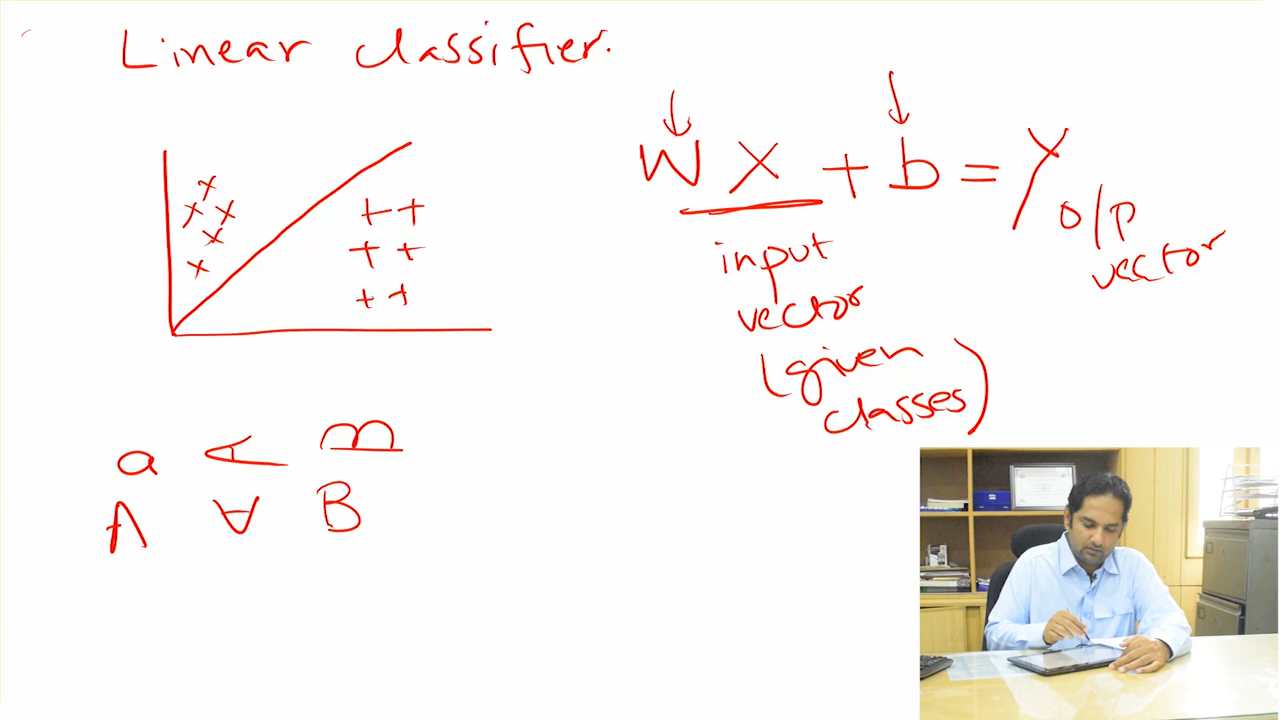 Linear classifier.
x
x x
x
x
+ +
+ +
+ +
W X + b = Y
O/P
vector
input
vector
(given
classes)
a A B
A ∀ B